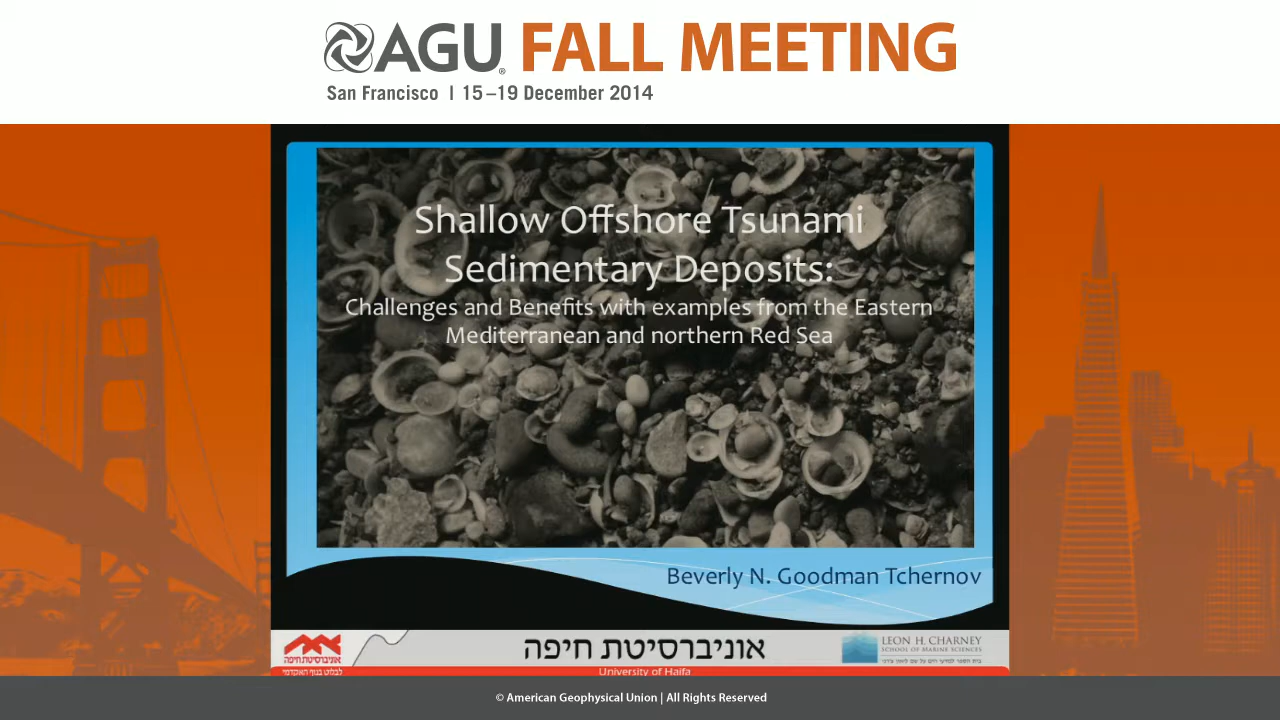 AGU® FALL MEETING
San Francisco | 15–19 December 2014
Shallow Offshore Tsunami
Sedimentary Deposits:
Challenges and Benefits with examples from the Eastern
Mediterranean and northern Red Sea
Beverly N. Goodman Tchernov
אוניברסיטת חיפה
אוניברסיטת חיפה
LEON H. CHARNEY
SCHOOL OF MARINE SCIENCES
University of Haifa
© American Geophysical Union | All Rights Reserved